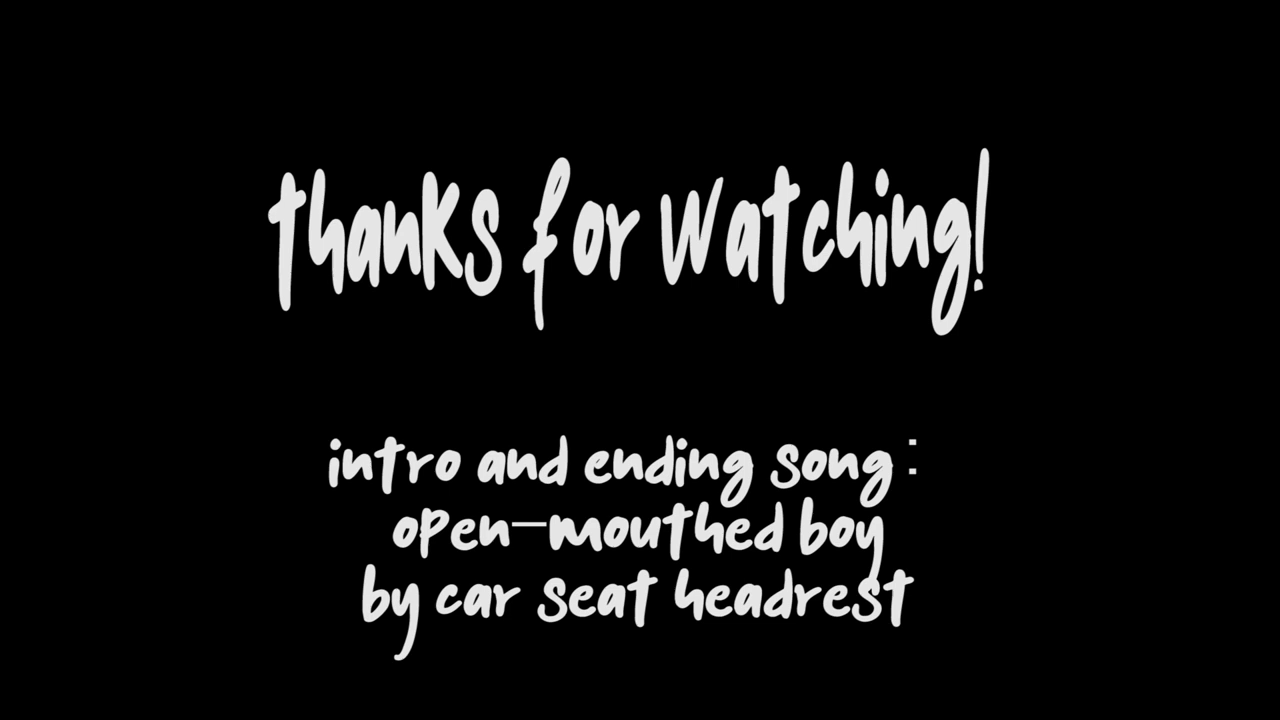 thanks for watching!
intro and ending song:
open-mouthed boy
by car seat headrest